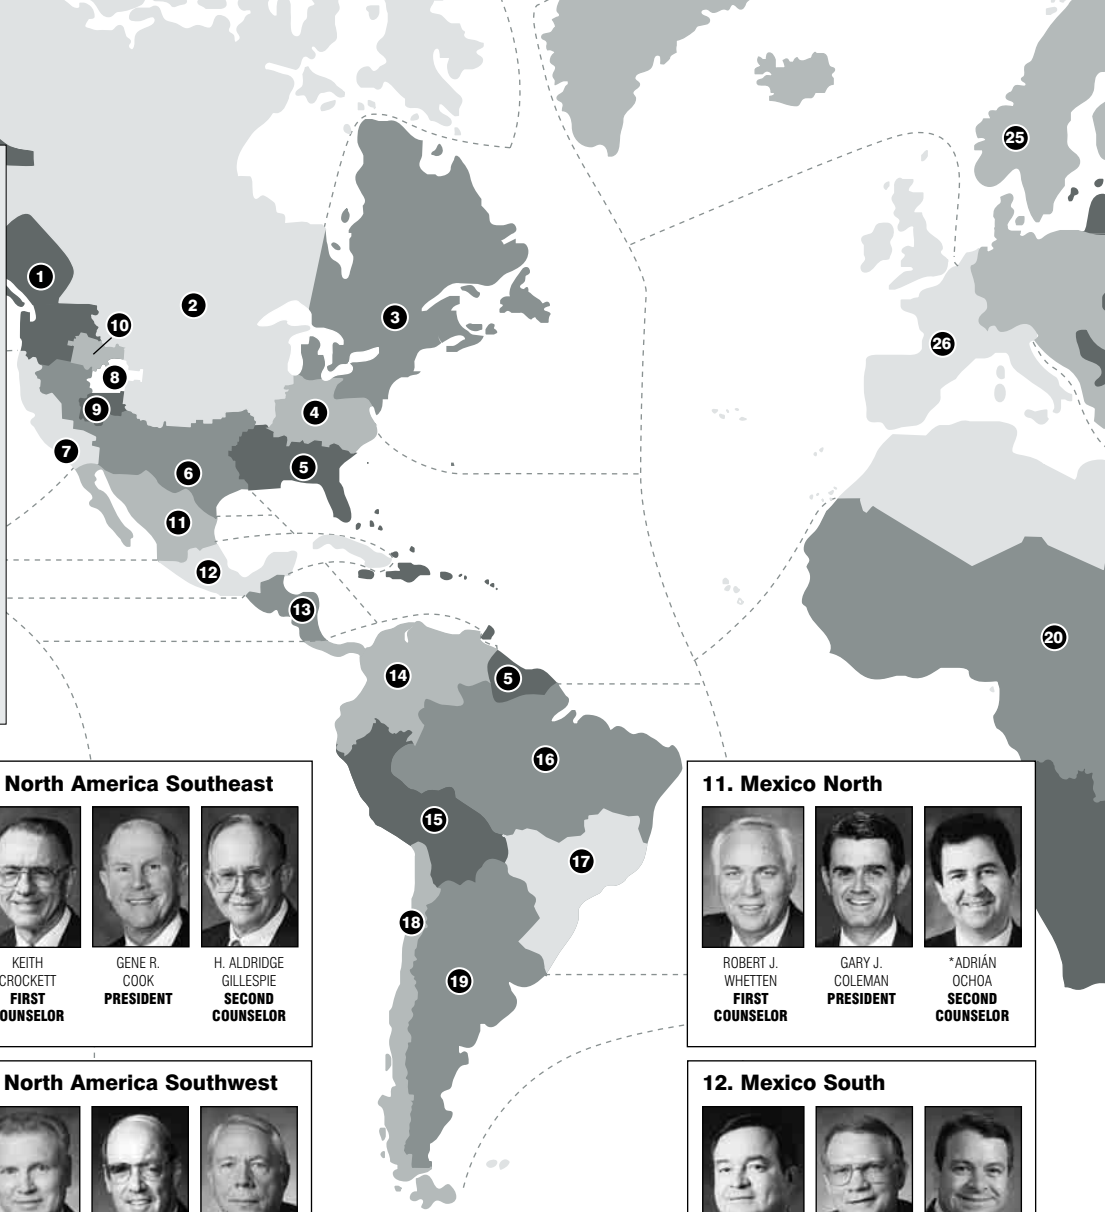 25
1
2
10
3
26
8
9
4
7
5
6
11
12
13
20
14
5
16
15
17
18
19
North America Southeast
KEITH
CROCKETT
FIRST
COUNSELOR
GENE R.
COOK
PRESIDENT
H. ALDRIDGE
GILLESPIE
SECOND
COUNSELOR
11. Mexico North
ROBERT J.
WHETTEN
FIRST
COUNSELOR
GARY J.
COLEMAN
PRESIDENT
*ADRIÁN
OCHOA
SECOND
COUNSELOR
North America Southwest
12. Mexico South